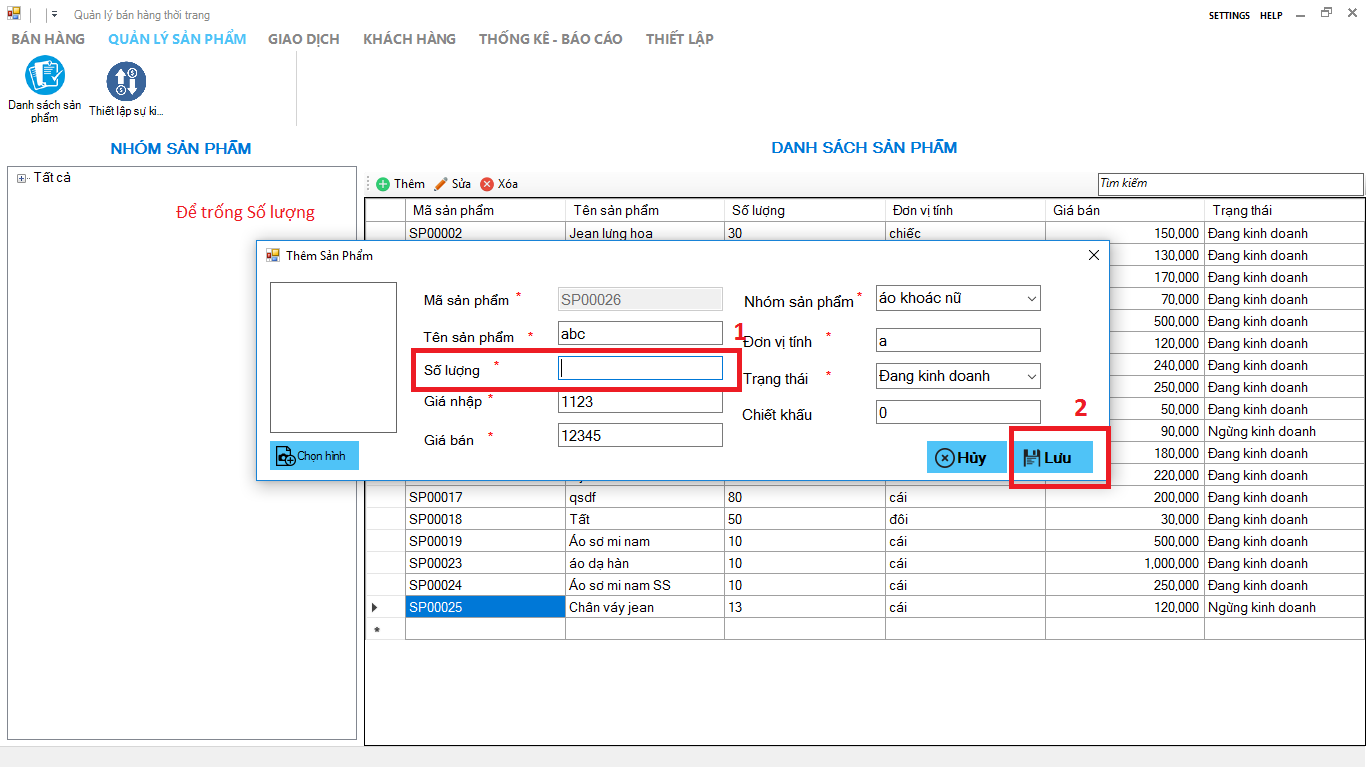 Quản lý bán hàng thời trang
SETTINGS HELP
BÁN HÀNG QUẢN LÝ SẢN PHẨM GIAO DỊCH KHÁCH HÀNG THỐNG KÊ - BÁO CÁO THIẾT LẬP
Danh sách sản phẩm
Thiết lập sự ki...
NHÓM SẢN PHẨM
Tất cả
Để trống Số lượng
DANH SÁCH SẢN PHẨM
Thêm Sửa Xóa
Tìm kiếm
Mã sản phẩm Tên sản phẩm Số lượng Đơn vị tính Giá bán Trạng thái
SP00002 Jean lưng hoa 30 chiếc 150,000 Đang kinh doanh
130,000 Đang kinh doanh
170,000 Đang kinh doanh
70,000 Đang kinh doanh
500,000 Đang kinh doanh
120,000 Đang kinh doanh
240,000 Đang kinh doanh
250,000 Đang kinh doanh
50,000 Đang kinh doanh
90,000 Ngừng kinh doanh
180,000 Đang kinh doanh
220,000 Đang kinh doanh
SP00017 qsdf 80 cái 200,000 Đang kinh doanh
SP00018 Tất 50 đôi 30,000 Đang kinh doanh
SP00019 Áo sơ mi nam 10 cái 500,000 Đang kinh doanh
SP00023 áo dạ hàn 10 cái 1,000,000 Đang kinh doanh
SP00024 Áo sơ mi nam SS 10 cái 250,000 Đang kinh doanh
SP00025 Chân váy jean 13 cái 120,000 Ngừng kinh doanh
*
Thêm Sản Phẩm
Mã sản phẩm * SP00026
Tên sản phẩm * abc
1
Số lượng *
Giá nhập * 1123
Giá bán * 12345
Nhóm sản phẩm * áo khoác nữ
Đơn vị tính * a
Trạng thái * Đang kinh doanh
Chiết khấu 0
2
Chọn hình
Hủy
Lưu